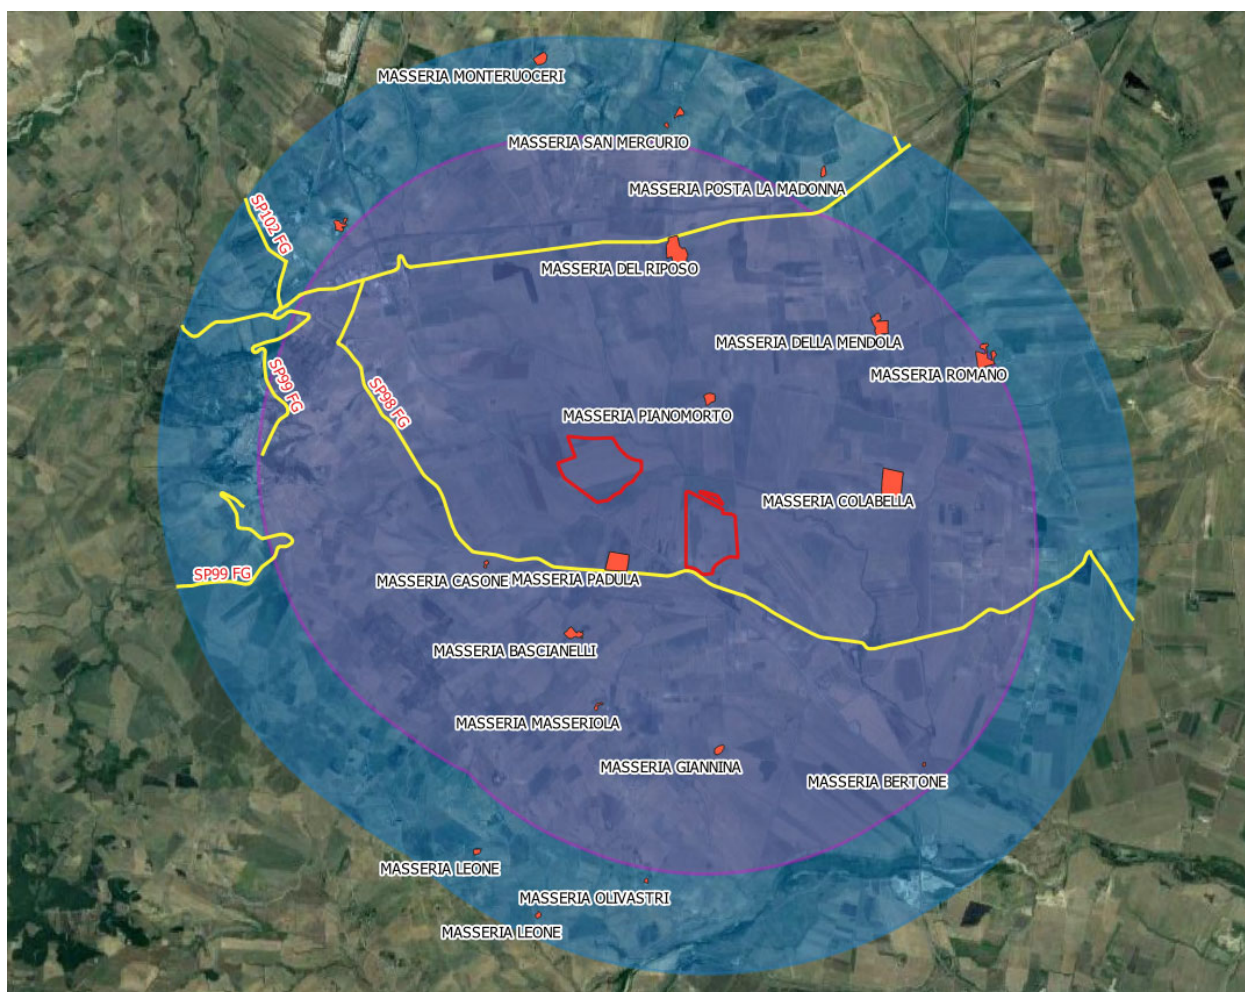 MASSERIA MONTERUOCERI
MASSERIA SAN MERCURIO
MASSERIA POSTA LA MADONNA
SP102 FG
MASSERIA DEL RIPOSO
MASSERIA DELLA MENDOLA
MASSERIA ROMANO
SP99 FG
SP98 FG
MASSERIA PIANOMORTO
MASSERIA COLABELLA
SP99 FG
MASSERIA CASONE
MASSERIA PADULA
MASSERIA BASCIANELLI
MASSERIA MASSERIOLA
MASSERIA GIANNINA
MASSERIA BERTONE
MASSERIA LEONE
MASSERIA OLIVASTRI
MASSERIA LEONE